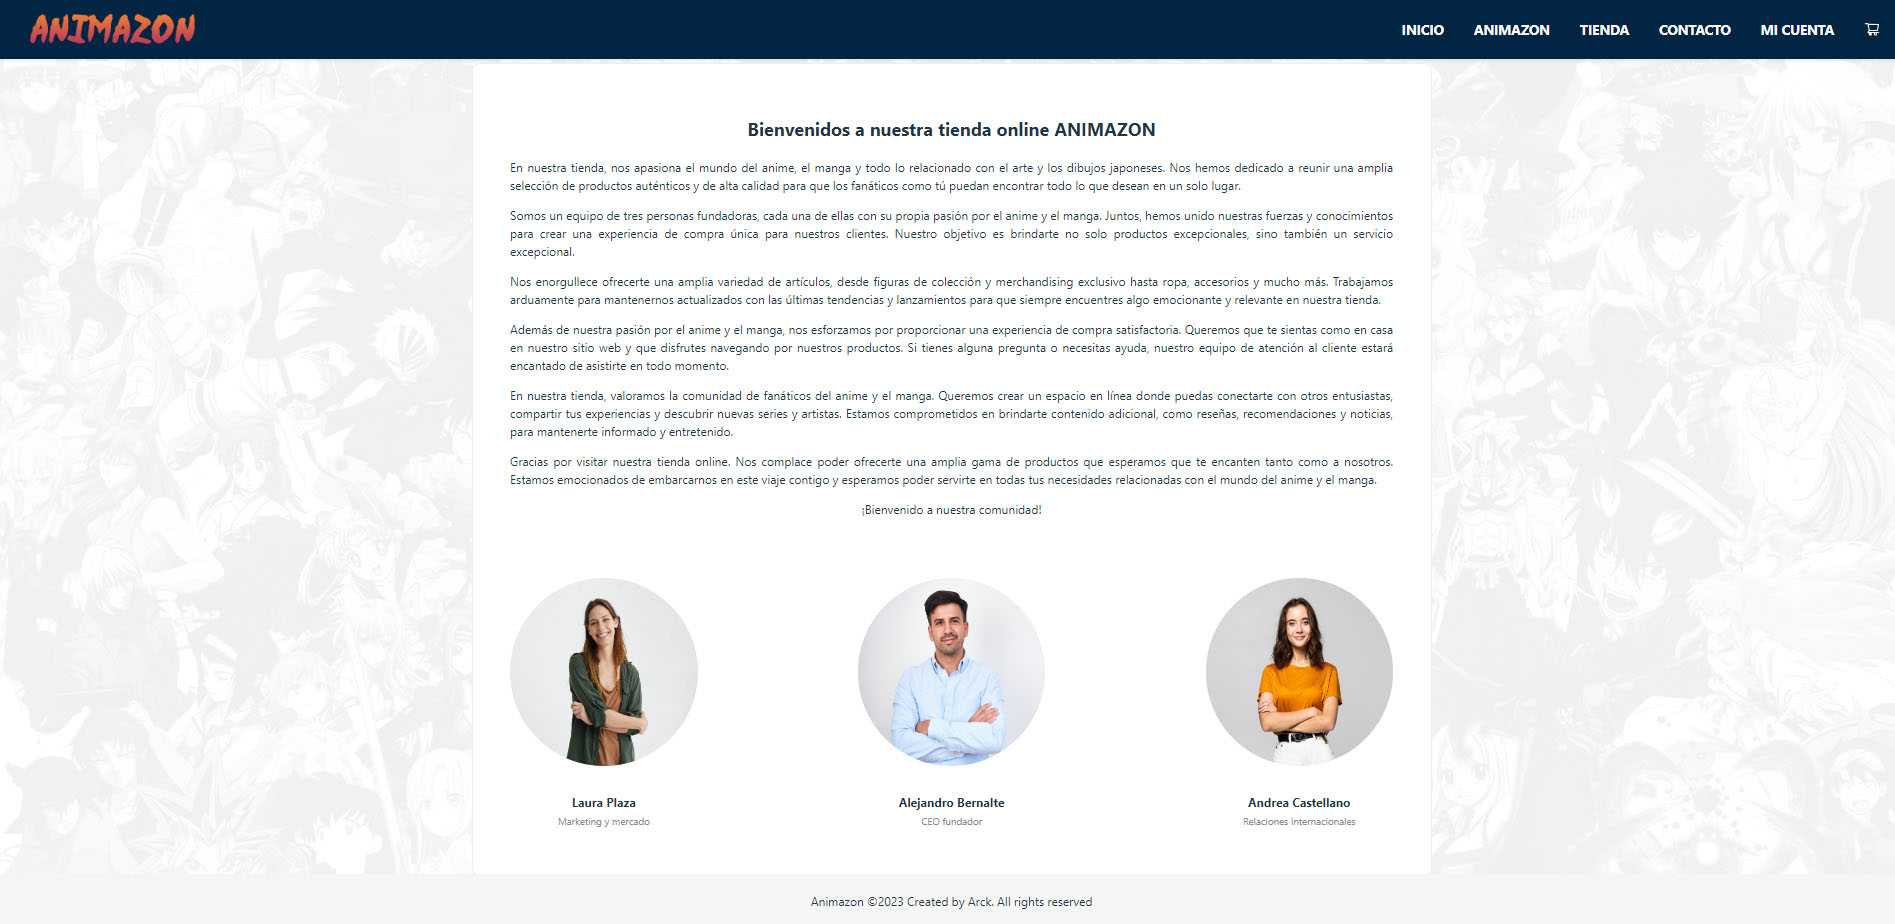 ANIMAZON
INICIO ANIMAZON TIENDA CONTACTO MI CUENTA
Bienvenidos a nuestra tienda online ANIMAZON
En nuestra tienda, nos apasiona el mundo del anime, el manga y todo lo relacionado con el arte y los dibujos japoneses. Nos hemos dedicado a reunir una amplia
selección de productos auténticos y de alta calidad para que los fanáticos como tú puedan encontrar todo lo que desean en un solo lugar.
Somos un equipo de tres personas fundadoras, cada una de ellas con su propia pasión por el anime y el manga. Juntos, hemos unido nuestras fuerzas y conocimientos
para crear una experiencia de compra única para nuestros clientes. Nuestro objetivo es brindarte no solo productos excepcionales, sino también un servicio
excepcional.
Nos enorgullece ofrecerte una amplia variedad de artículos, desde figuras de colección y merchandising exclusivo hasta ropa, accesorios y mucho más. Trabajamos
arduamente para mantenernos actualizados con las últimas tendencias y lanzamientos para que siempre encuentres algo emocionante y relevante en nuestra tienda.
Además de nuestra pasión por el anime y el manga, nos esforzamos por proporcionar una experiencia de compra satisfactoria. Queremos que te sientas como en casa
en nuestro sitio web y que disfrutes navegando por nuestros productos. Si tienes alguna pregunta o necesitas ayuda, nuestro equipo de atención al cliente estará
encantado de asistirte en todo momento.
En nuestra tienda, valoramos la comunidad de fanáticos del anime y el manga. Queremos crear un espacio en línea donde puedas conectarte con otros entusiastas,
compartir tus experiencias y descubrir nuevas series y artistas. Estamos comprometidos en brindarte contenido adicional, como reseñas, recomendaciones y noticias,
para mantenerte informado y entretenido.
Gracias por visitar nuestra tienda online. Nos complace poder ofrecerte una amplia gama de productos que esperamos que te encanten tanto como a nosotros.
Estamos emocionados de embarcarnos en este viaje contigo y esperamos poder servirte en todas tus necesidades relacionadas con el mundo del anime y el manga.
¡Bienvenido a nuestra comunidad!
Laura Plaza
Marketing y mercado
Alejandro Bernalte
CEO fundador
Andrea Castellano
Relaciones internacionales
Animazon ©2023 Created by Arck. All rights reserved